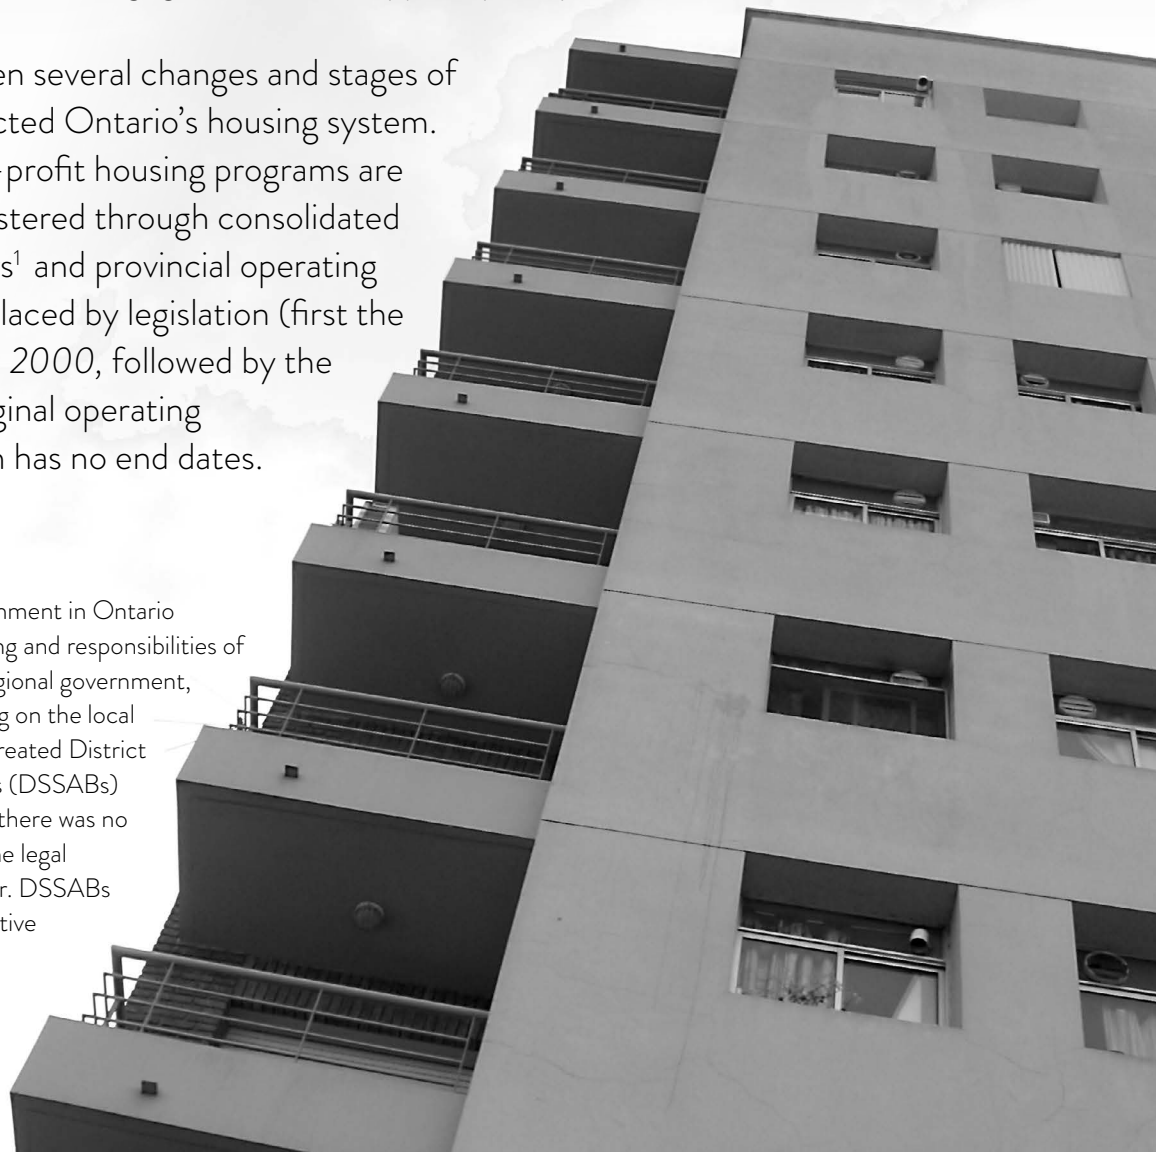 en several changes and stages of
cted Ontario’s housing system.
-profit housing programs are
stered through consolidated
s¹ and provincial operating
laced by legislation (first the
2000, followed by the
ginal operating
n has no end dates.
nment in Ontario
ng and responsibilities of
gional government,
g on the local
reated District
s (DSSABs)
there was no
ne legal
r. DSSABs
ative